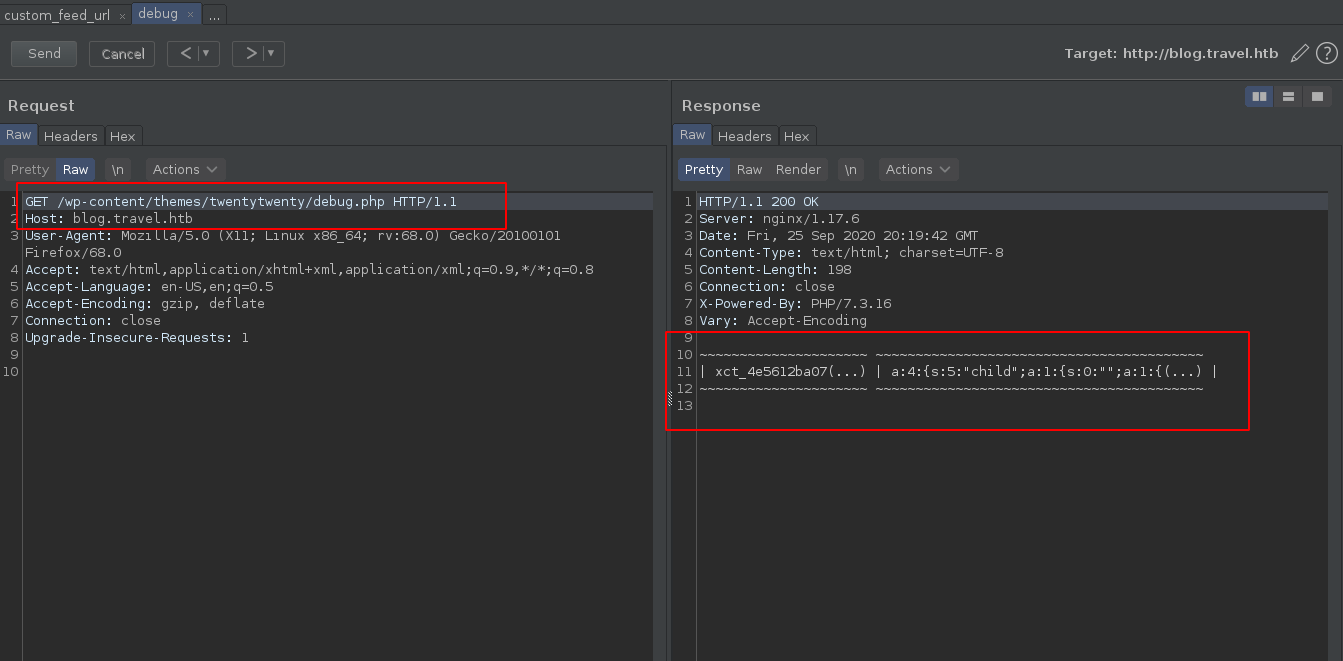 custom_feed_url × debug × ...
Send Cancel < ▼ > ▼ Target: http://blog.travel.htb ?
Request
Raw Headers Hex
Pretty Raw \n Actions
1 GET /wp-content/themes/twentytwenty/debug.php HTTP/1.1
2 Host: blog.travel.htb
3 User-Agent: Mozilla/5.0 (X11; Linux x86_64; rv:68.0) Gecko/20100101
Firefox/68.0
4 Accept: text/html,application/xhtml+xml,application/xml;q=0.9,*/*;q=0.8
5 Accept-Language: en-US,en;q=0.5
6 Accept-Encoding: gzip, deflate
7 Connection: close
8 Upgrade-Insecure-Requests: 1
9
10
Response
Raw Headers Hex
Pretty Raw Render \n Actions
1 HTTP/1.1 200 OK
2 Server: nginx/1.17.6
3 Date: Fri, 25 Sep 2020 20:19:42 GMT
4 Content-Type: text/html; charset=UTF-8
5 Content-Length: 198
6 Connection: close
7 X-Powered-By: PHP/7.3.16
8 Vary: Accept-Encoding
9
10 ~~~~~~~~~~~~~~~~~~~~~ ~~~~~~~~~~~~~~~~~~~~~~~~~~~~~~~~~~~~~~~~~
11 | xct_4e5612ba07(...) | a:4:{s:5:"child";a:1:{s:0:"";a:1:{(...) |
12 ~~~~~~~~~~~~~~~~~~~~~ ~~~~~~~~~~~~~~~~~~~~~~~~~~~~~~~~~~~~~~~~~
13